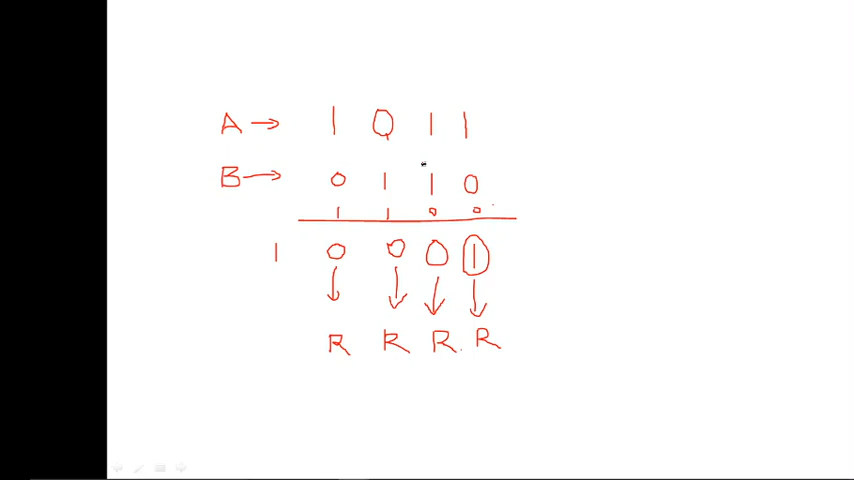 A → 1 0 1 1
B → 0 1 1 0
1 1 0 0
1 0 0 0 1
R R R R